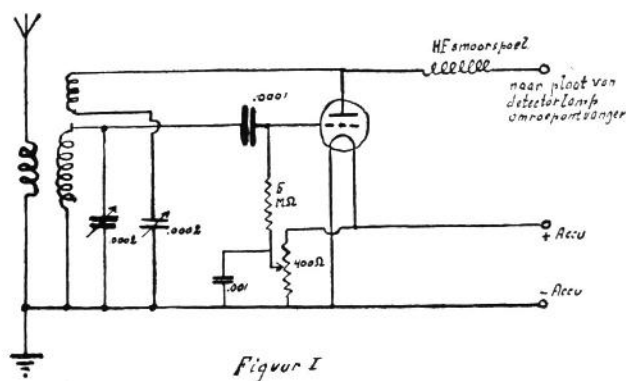 HF smoorspoel.
naar plaat van
detectorlamp
omroepontvanger
.0001
5
MΩ
.0002
.0002
400Ω
.001
+ Accu
- Accu
Figuur I